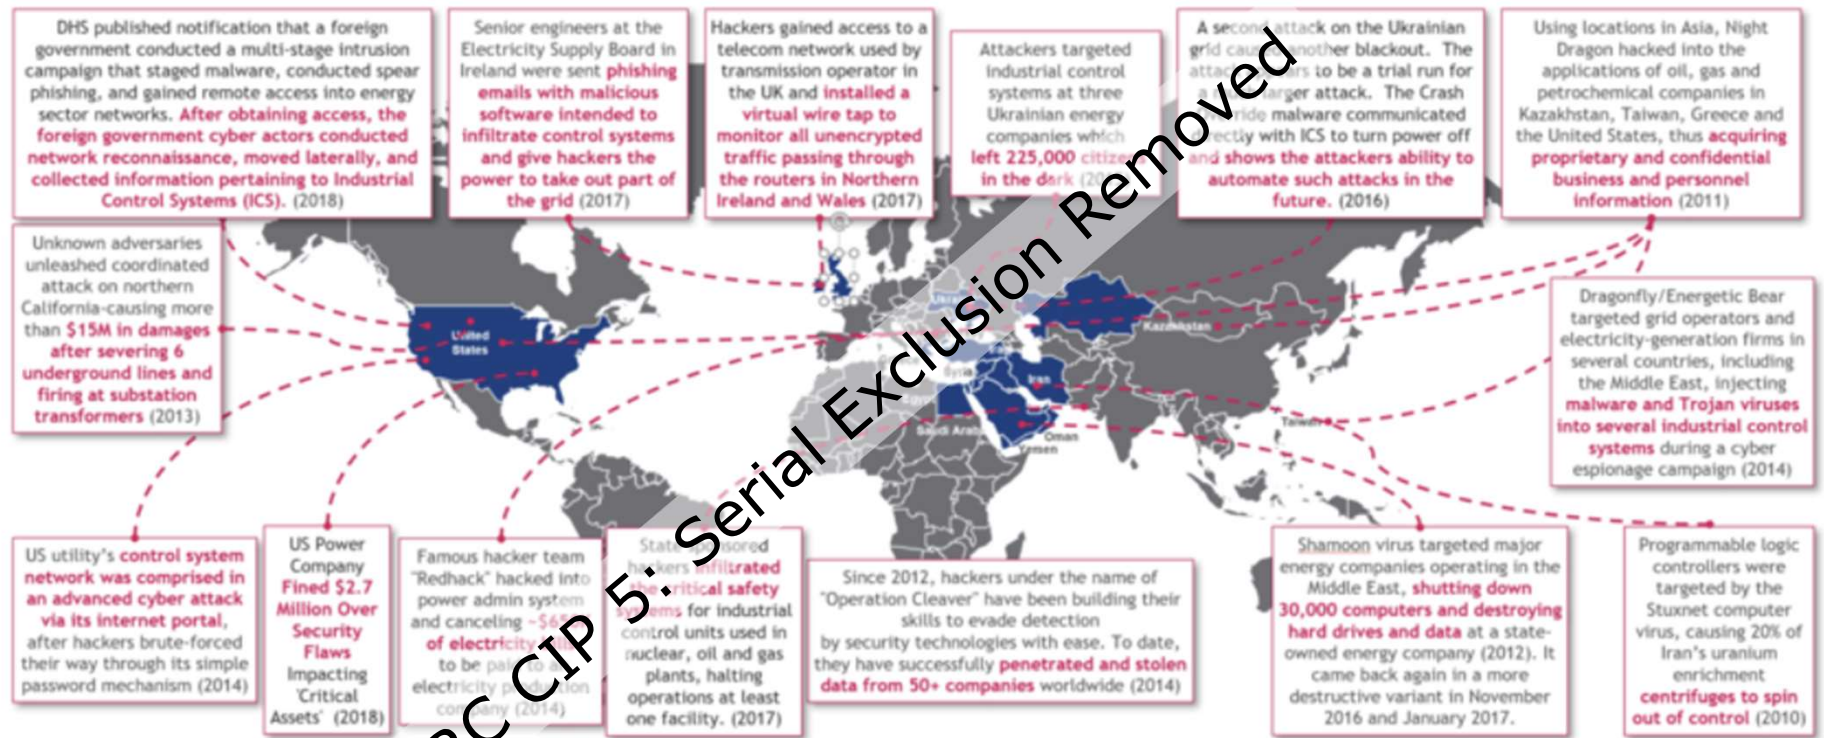 DHS published notification that a foreign
government conducted a multi-stage intrusion
campaign that staged malware, conducted spear
phishing, and gained remote access into energy
sector networks. After obtaining access, the
foreign government cyber actors conducted
network reconnaissance, moved laterally, and
collected information pertaining to Industrial
Control Systems (ICS). (2018)
Senior engineers at the
Electricity Supply Board in
Ireland were sent phishing
emails with malicious
software intended to
infiltrate control systems
and give hackers the
power to take out part of
the grid (2017)
Hackers gained access to a
telecom network used by
transmission operator in
the UK and installed a
virtual wire tap to
monitor all unencrypted
traffic passing through
the routers in Northern
Ireland and Wales (2017)
Attackers targeted
industrial control
systems at three
Ukrainian energy
companies which
left 225,000
in the dark
A second attack on the Ukrainian
grid caused another blackout. The
to be a trial run for
larger attack. The Crash
malware communicated
directly with ICS to turn power off
and shows the attackers ability to
automate such attacks in the
future. (2016)
Using locations in Asia, Night
Dragon hacked into the
applications of oil, gas and
petrochemical companies in
Kazakhstan, Taiwan, Greece and
the United States, thus acquiring
proprietary and confidential
business and personnel
information (2011)
Unknown adversaries
unleashed coordinated
attack on northern
California-causing more
than $15M in damages
after severing 6
underground lines and
firing at substation
transformers (2013)
Dragonfly/Energetic Bear
targeted grid operators and
electricity-generation firms in
several countries, including
the Middle East, injecting
malware and Trojan viruses
into several industrial control
systems during a cyber
espionage campaign (2014)
United
States
Kazakhstan
Syria
Iran
Egypt
Saudi Arab
Oman
Yemen
Taiwan
US utility's control system
network was comprised in
an advanced cyber attack
via its internet portal,
after hackers brute-forced
their way through its simple
password mechanism (2014)
US Power
Company
Fined $2.7
Million Over
Security
Flaws
Impacting
'Critical
Assets' (2018)
Famous hacker team
"Redhack" hacked into
power admin system
and canceling
of electricity
to be
electricity production
company (2014)
State sponsored
hackers infiltrated
the critical safety
systems for industrial
control units used in
nuclear, oil and gas
plants, halting
operations at least
one facility. (2017)
Since 2012, hackers under the name of
"Operation Cleaver" have been building their
skills to evade detection
by security technologies with ease. To date,
they have successfully penetrated and stolen
data from 50+ companies worldwide (2014)
Shamoon virus targeted major
energy companies operating in the
Middle East, shutting down
30,000 computers and destroying
hard drives and data at a state-
owned energy company (2012). It
came back again in a more
destructive variant in November
2016 and January 2017.
Programmable logic
controllers were
targeted by the
Stuxnet computer
virus, causing 20% of
Iran's uranium
enrichment
centrifuges to spin
out of control (2010)
RC CIP 5: Serial Exclusion Removed